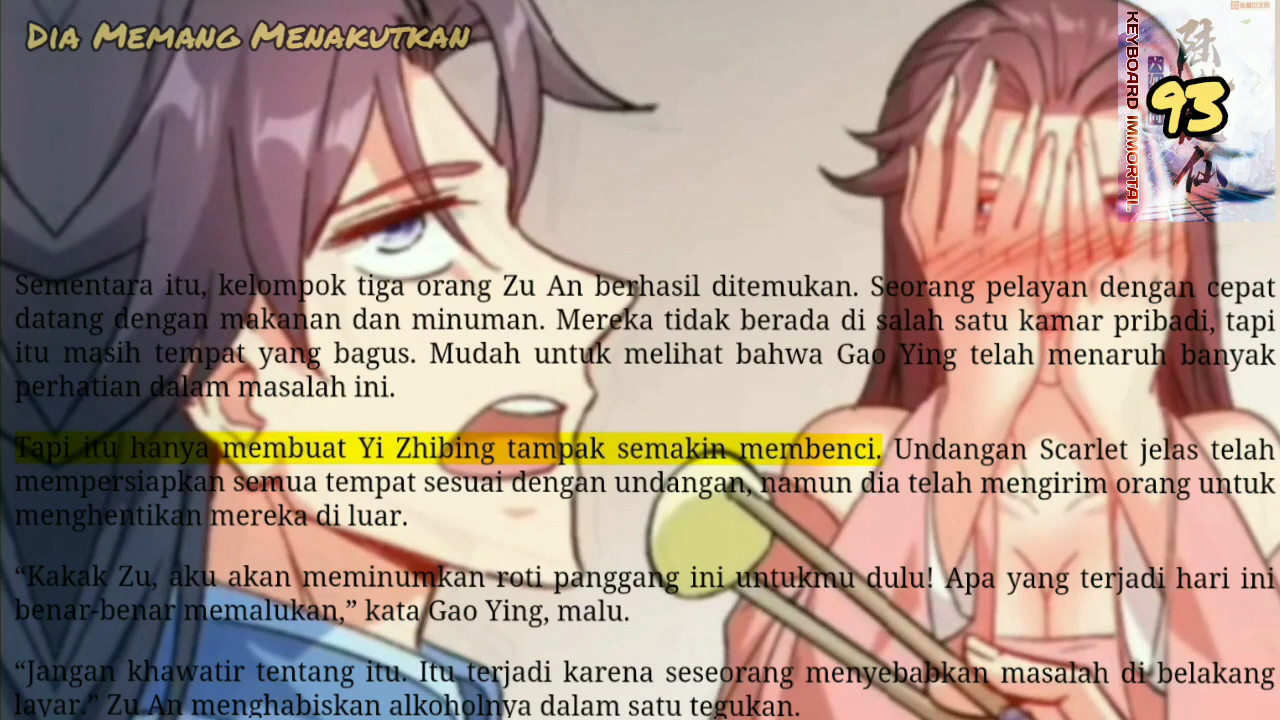 Dia Memang Menakutkan
KEYBOARD IMMORTAL
93
仙
Sementara itu, kelompok tiga orang Zu An berhasil ditemukan. Seorang pelayan dengan cepat
datang dengan makanan dan minuman. Mereka tidak berada di salah satu kamar pribadi, tapi
itu masih tempat yang bagus. Mudah untuk melihat bahwa Gao Ying telah menaruh banyak
perhatian dalam masalah ini.
Tapi itu hanya membuat Yi Zhibing tampak semakin membenci. Undangan Scarlet jelas telah
mempersiapkan semua tempat sesuai dengan undangan, namun dia telah mengirim orang untuk
menghentikan mereka di luar.
“Kakak Zu, aku akan meminumkan roti panggang ini untukmu dulu! Apa yang terjadi hari ini
benar-benar memalukan,” kata Gao Ying, malu.
“Jangan khawatir tentang itu. Itu terjadi karena seseorang menyebabkan masalah di belakang
layar.” Zu An menghabiskan alkoholnya dalam satu tegukan.